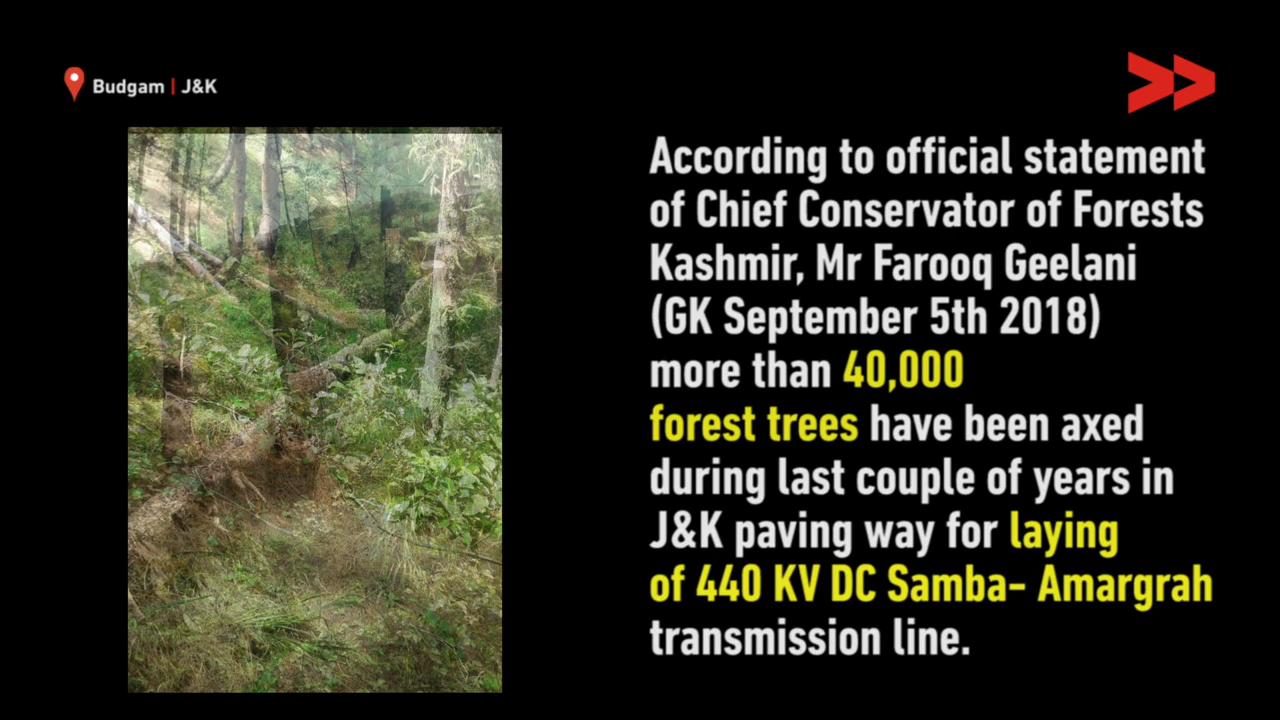 Budgam | J&K
According to official statement
of Chief Conservator of Forests
Kashmir, Mr Farooq Geelani
(GK September 5th 2018)
more than 40,000
forest trees have been axed
during last couple of years in
J&K paving way for laying
of 440 KV DC Samba- Amargrah
transmission line.